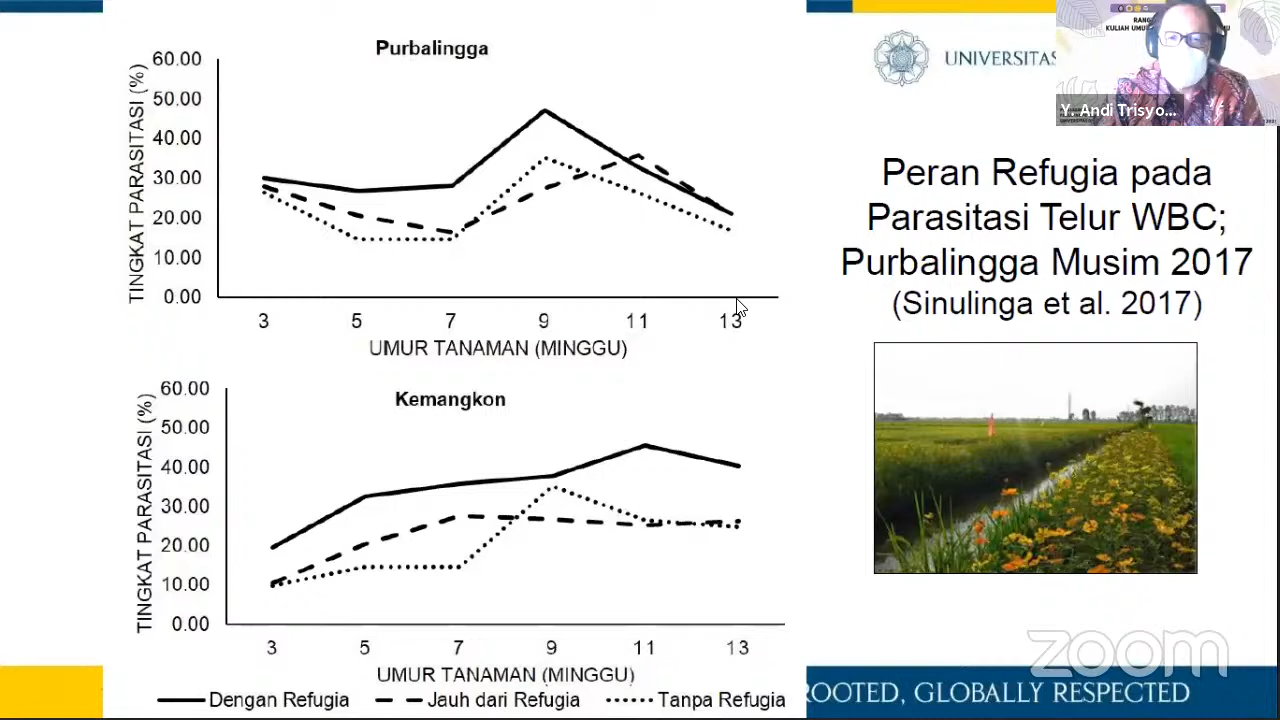 Purbalingga
TINGKAT PARASITASI (%)
60.00
50.00
40.00
30.00
20.00
10.00
0.00
3 5 7 9 11 13
UMUR TANAMAN (MINGGU)
Kemangkon
TINGKAT PARASITASI (%)
60.00
50.00
40.00
30.00
20.00
10.00
0.00
3 5 7 9 11 13
UMUR TANAMAN (MINGGU)
Dengan Refugia Jauh dari Refugia Tanpa Refugia
UNIVERSITAS
RANG
KULIAH UMU
Y. Andi Trisyo...
Peran Refugia pada
Parasitasi Telur WBC;
Purbalingga Musim 2017
(Sinulinga et al. 2017)
zoom
ROOTED, GLOBALLY RESPECTED